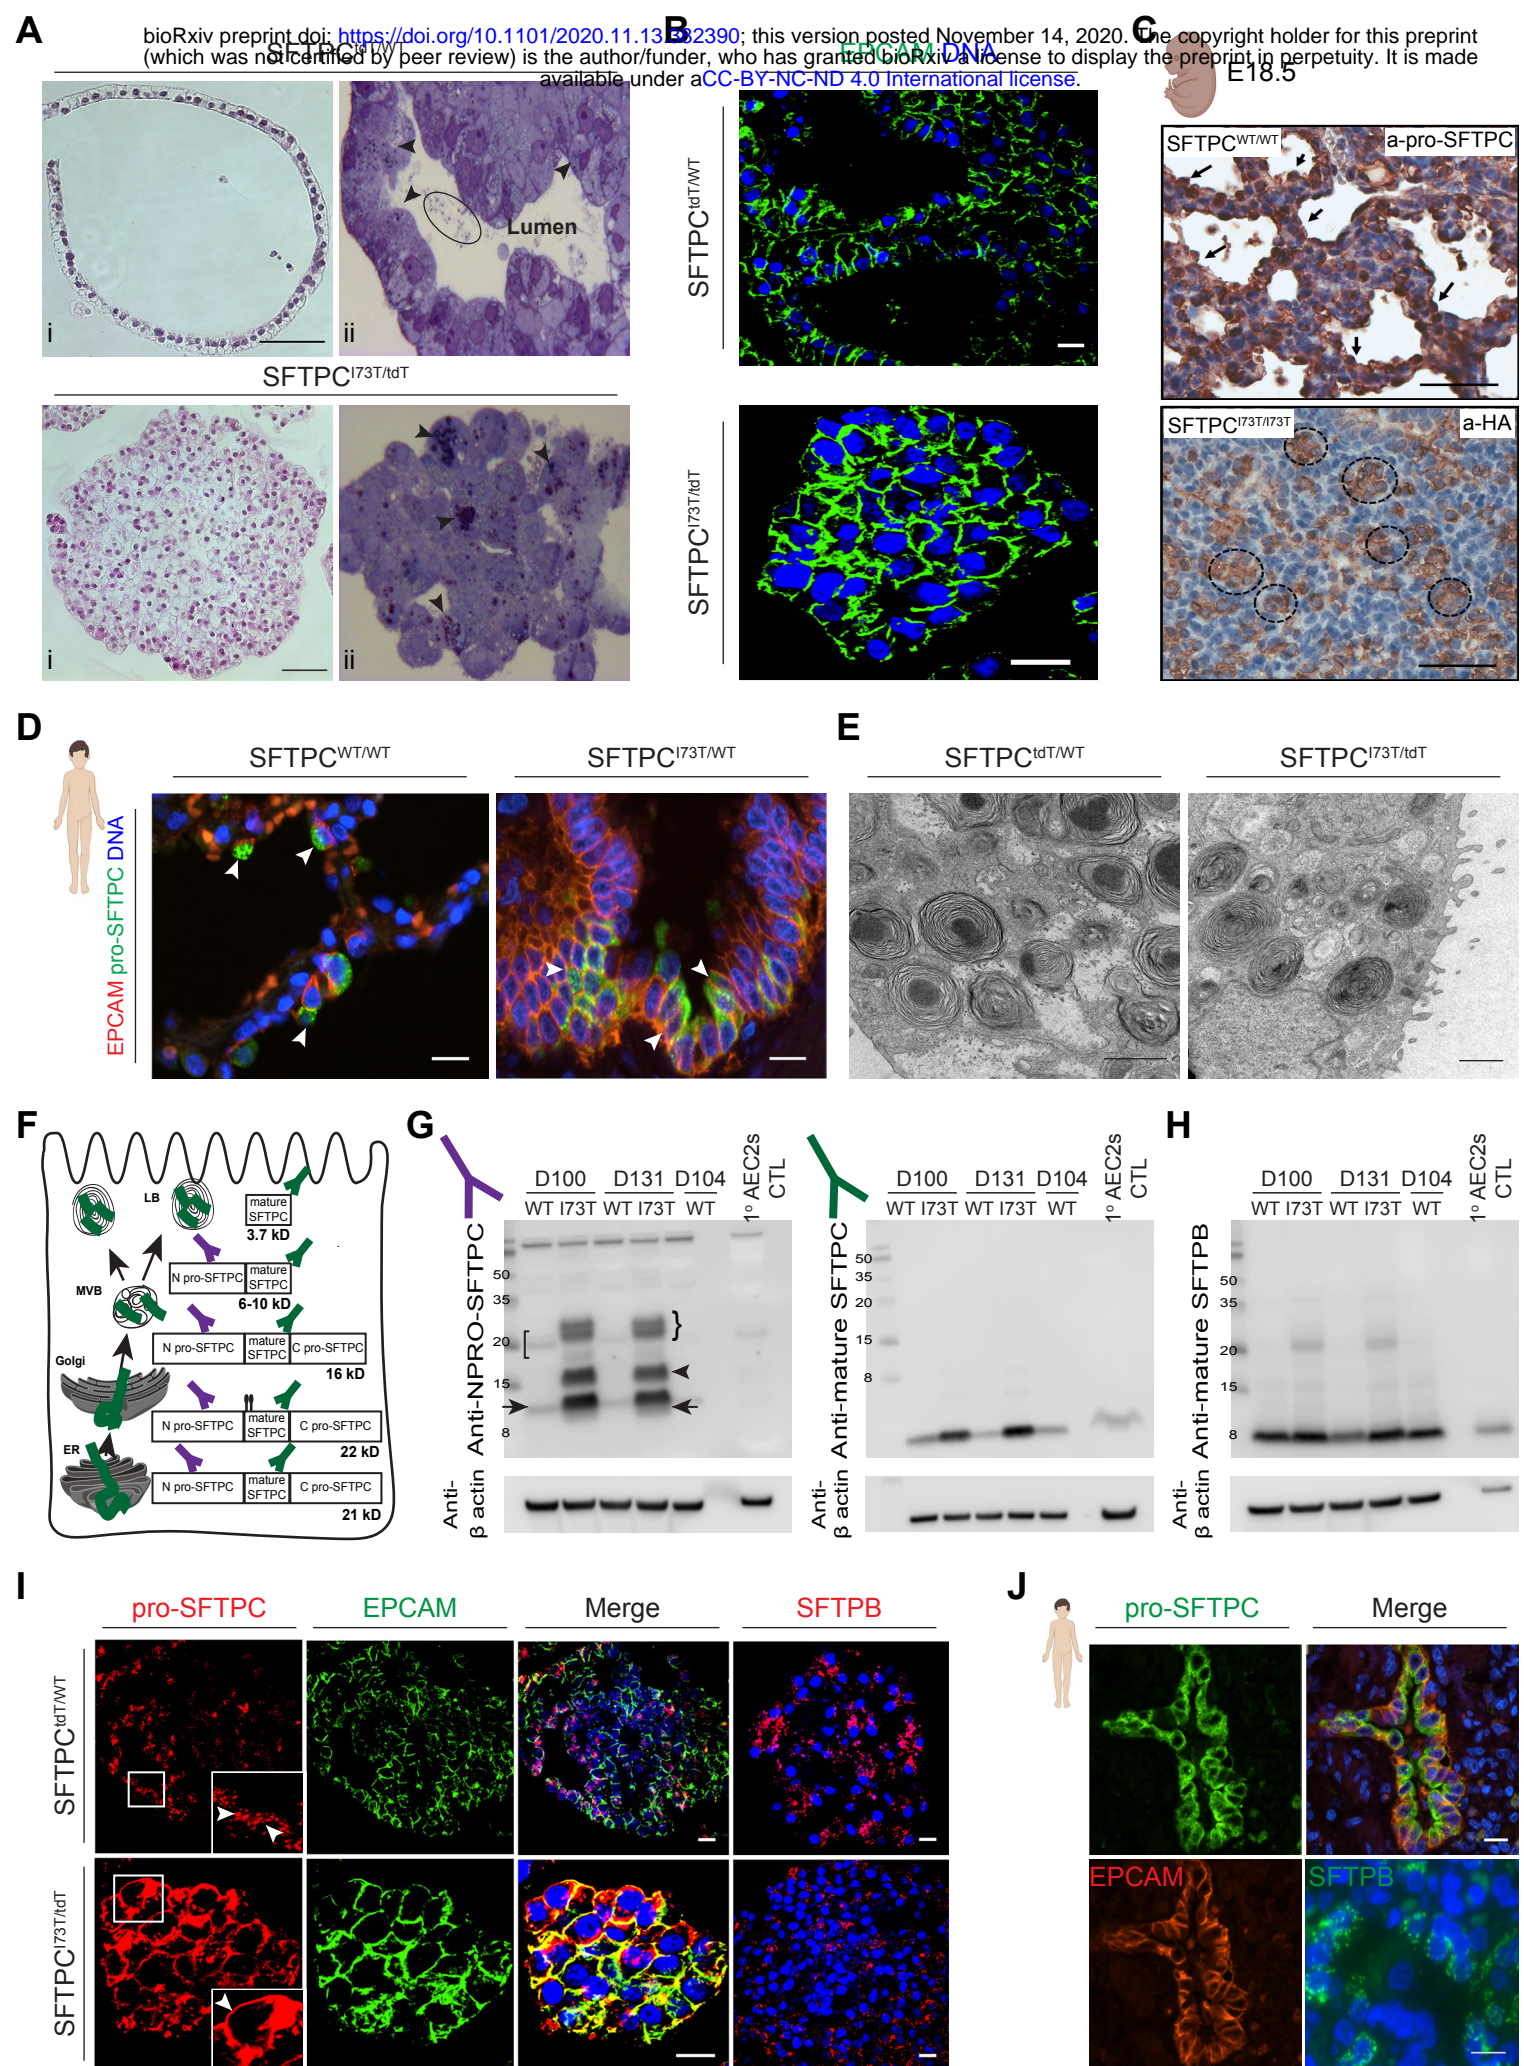 A
B
C
bioRxiv preprint doi: https://doi.org/10.1101/2020.11.13.382390; this version posted November 14, 2020. The copyright holder for this preprint
(which was not certified by peer review) is the author/funder, who has granted bioRxiv a license to display the preprint in perpetuity. It is made
available under aCC-BY-NC-ND 4.0 International license.
SFTPCtdT/WT
EPCAM DNA
E18.5
i
ii
Lumen
SFTPCtdT/WT
SFTPCWT/WT
a-pro-SFTPC
SFTPCI73T/tdT
i
ii
SFTPCI73T/tdT
SFTPCI73T/I73T
a-HA
D
EPCAM pro-SFTPC DNA
SFTPCWT/WT
SFTPCI73T/WT
E
SFTPCtdT/WT
SFTPCI73T/tdT
F
LB
mature
SFTPC
3.7 kD
MVB
N pro-SFTPC
mature
SFTPC
6-10 kD
N pro-SFTPC
mature
SFTPC
C pro-SFTPC
16 kD
Golgi
N pro-SFTPC
mature
SFTPC
C pro-SFTPC
22 kD
ER
N pro-SFTPC
mature
SFTPC
C pro-SFTPC
21 kD
G
Anti-NPRO-SFTPC
D100 D131 D104
WT I73T WT I73T WT
1º AEC2s
CTL
50
35
20
15
8
Anti-
β actin
Anti-mature SFTPC
D100 D131 D104
WT I73T WT I73T WT
1º AEC2s
CTL
50
35
20
15
8
Anti-
β actin
H
Anti-mature SFTPB
D100 D131 D104
WT I73T WT I73T WT
1º AEC2s
CTL
50
35
20
15
8
Anti-
β actin
I
pro-SFTPC
EPCAM
Merge
SFTPB
SFTPCtdT/WT
SFTPCI73T/tdT
J
pro-SFTPC
Merge
EPCAM
SFTPB